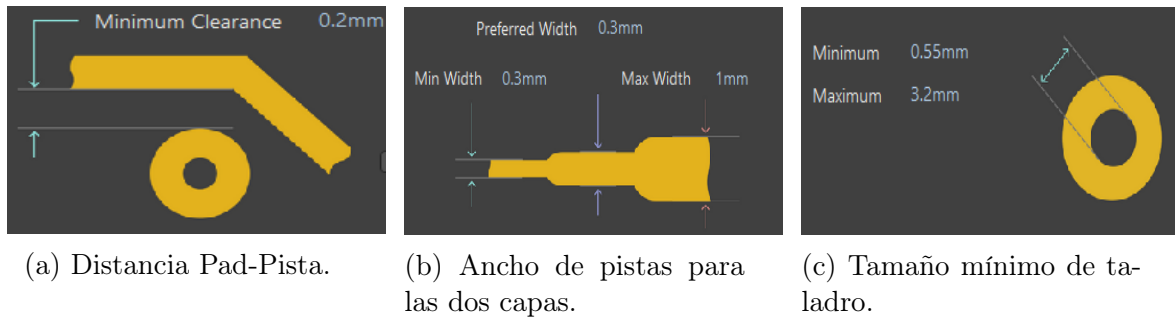 Minimum Clearance 0.2mm
Preferred Width 0.3mm
Min Width 0.3mm Max Width 1mm
Minimum 0.55mm
Maximum 3.2mm
(a) Distancia Pad-Pista.
(b) Ancho de pistas para
las dos capas.
(c) Tamaño mínimo de ta-
ladro.